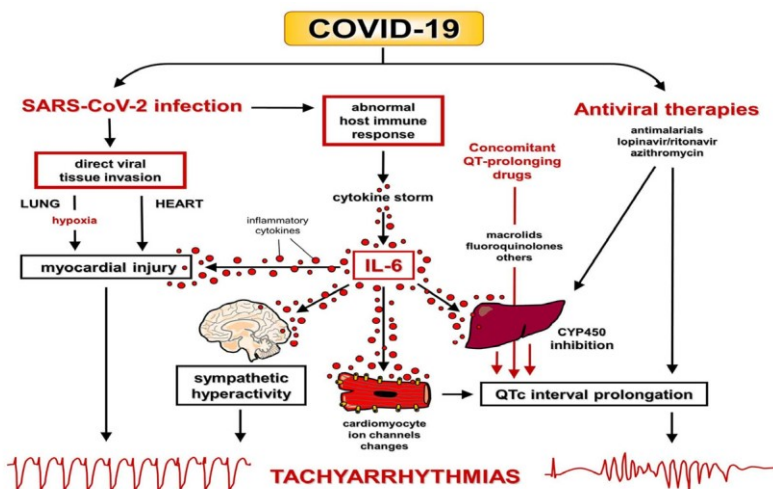 COVID-19
SARS-CoV-2 infection
abnormal
host immune
response
Antiviral therapies
antimalarials
lopinavir/ritonavir
azithromycin
direct viral
tissue invasion
Concomitant
QT-prolonging
drugs
LUNG
HEART
hypoxia
cytokine storm
inflammatory
cytokines
macrolids
fluoroquinolones
others
myocardial injury
IL-6
CYP450
inhibition
sympathetic
hyperactivity
QTc interval prolongation
cardiomyocyte
ion channels
changes
TACHYARRHYTHMIAS